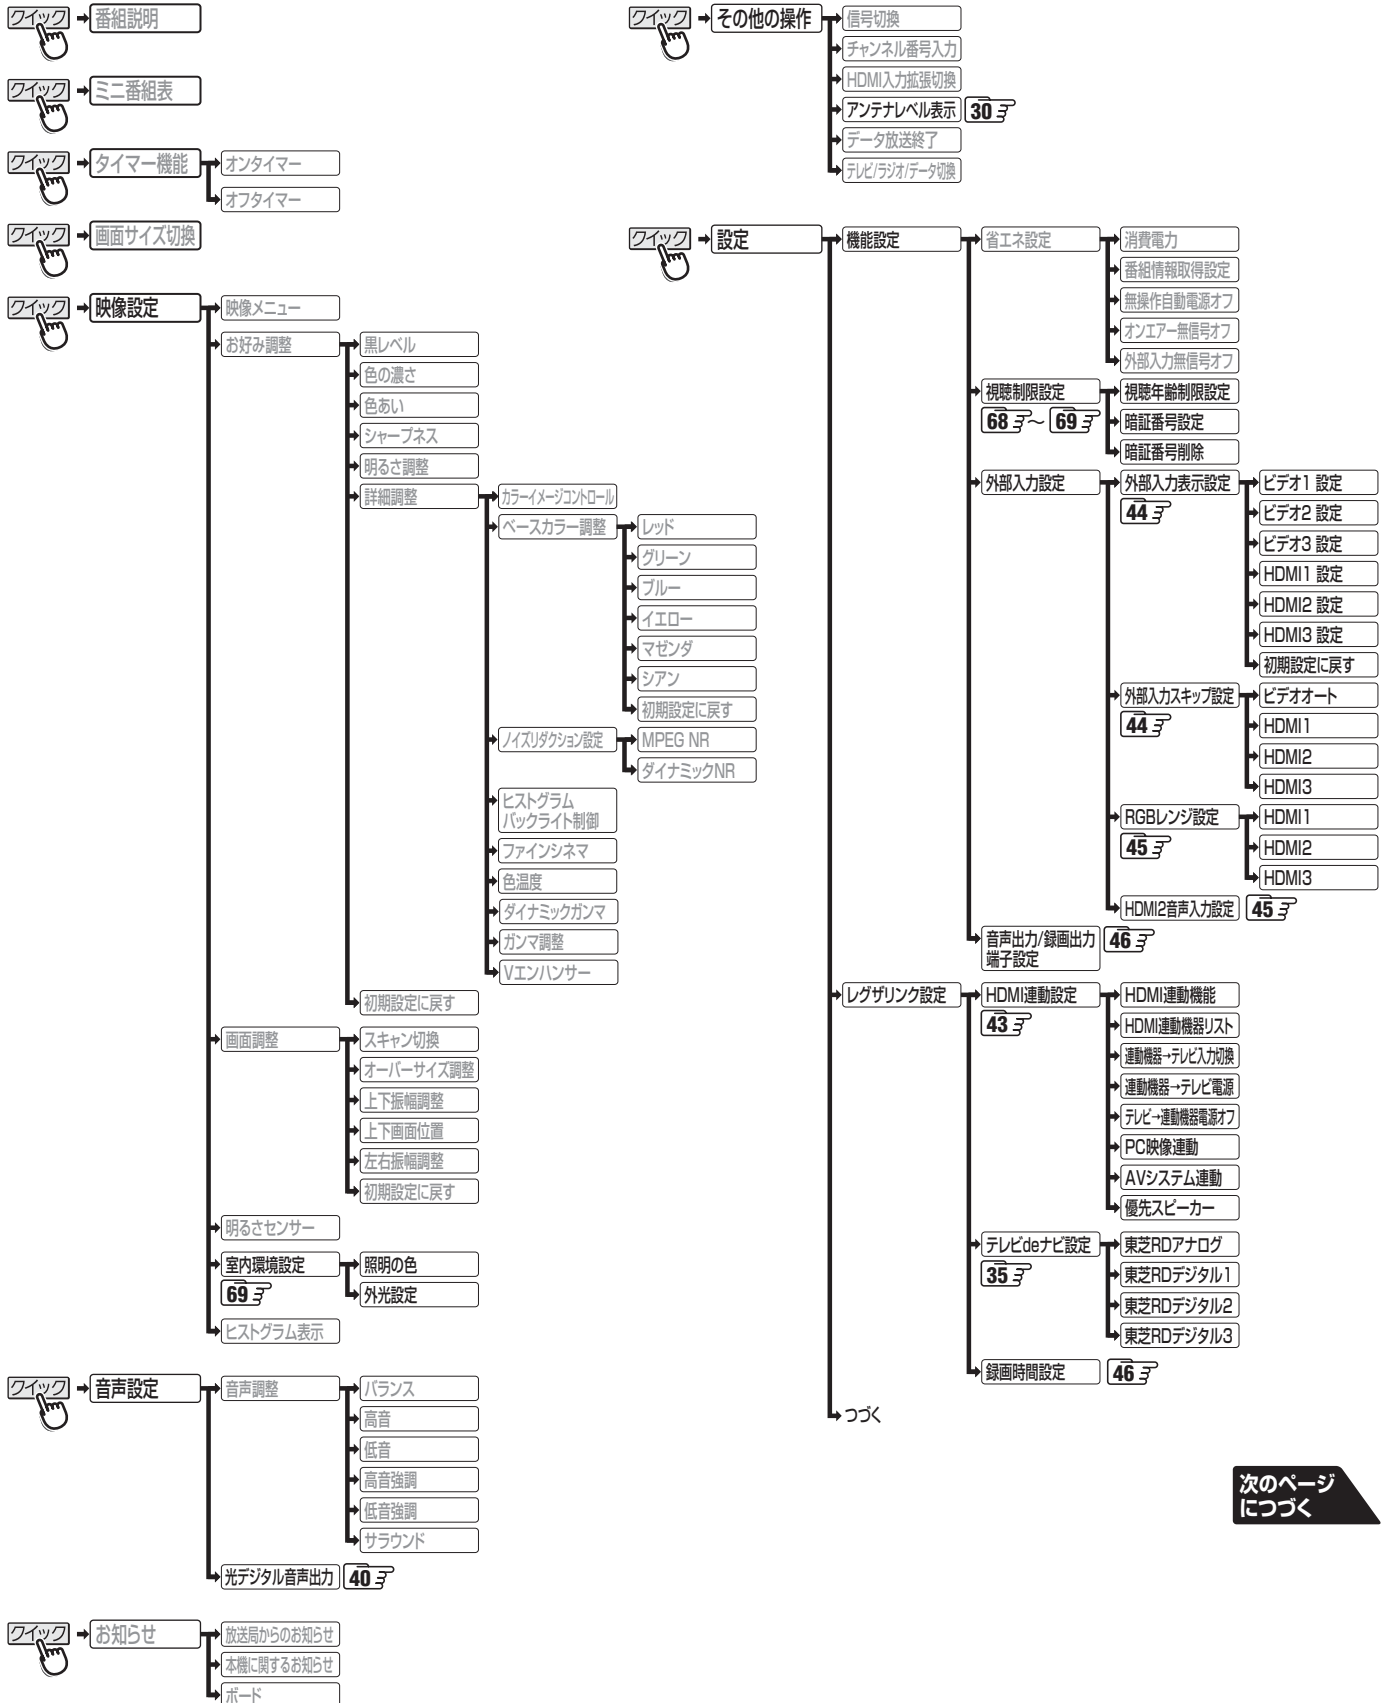 クイック
番組説明
クイック
ミニ番組表
クイック
タイマー機能
オンタイマー
オフタイマー
クイック
画面サイズ切換
クイック
映像設定
映像メニュー
お好み調整
黒レベル
色の濃さ
色あい
シャープネス
明るさ調整
詳細調整
カラーイメージコントロール
ベースカラー調整
レッド
グリーン
ブルー
イエロー
マゼンダ
シアン
初期設定に戻す
ノイズリダクション設定
MPEG NR
ダイナミックNR
ヒストグラム
バックライト制御
ファインシネマ
色温度
ダイナミックガンマ
ガンマ調整
Vエンハンサー
初期設定に戻す
画面調整
スキャン切換
オーバーサイズ調整
上下振幅調整
上下画面位置
左右振幅調整
初期設定に戻す
明るさセンサー
室内環境設定
69
照明の色
外光設定
ヒストグラム表示
クイック
音声設定
音声調整
バランス
高音
低音
高音強調
低音強調
サラウンド
光デジタル音声出力 40
クイック
お知らせ
放送局からのお知らせ
本機に関するお知らせ
ボード
クイック
その他の操作
信号切換
チャンネル番号入力
HDMI入力拡張切換
アンテナレベル表示 30
データ放送終了
テレビ/ラジオ/データ切換
クイック
設定
機能設定
省エネ設定
消費電力
番組情報取得設定
無操作自動電源オフ
オンエアー無信号オフ
外部入力無信号オフ
視聴制限設定
68 ～ 69
視聴年齢制限設定
暗証番号設定
暗証番号削除
外部入力設定
外部入力表示設定
44
ビデオ1 設定
ビデオ2 設定
ビデオ3 設定
HDMI1 設定
HDMI2 設定
HDMI3 設定
初期設定に戻す
外部入力スキップ設定
44
ビデオオート
HDMI1
HDMI2
HDMI3
RGBレンジ設定
45
HDMI1
HDMI2
HDMI3
HDMI2音声入力設定 45
音声出力/録画出力
端子設定
46
レグザリンク設定
HDMI連動設定
43
HDMI連動機能
HDMI連動機器リスト
連動機器→テレビ入力切換
連動機器→テレビ電源
テレビ→連動機器電源オフ
PC映像連動
AVシステム連動
優先スピーカー
テレビdeナビ設定
35
東芝RDアナログ
東芝RDデジタル1
東芝RDデジタル2
東芝RDデジタル3
録画時間設定 46
つづく
次のページ
につづく